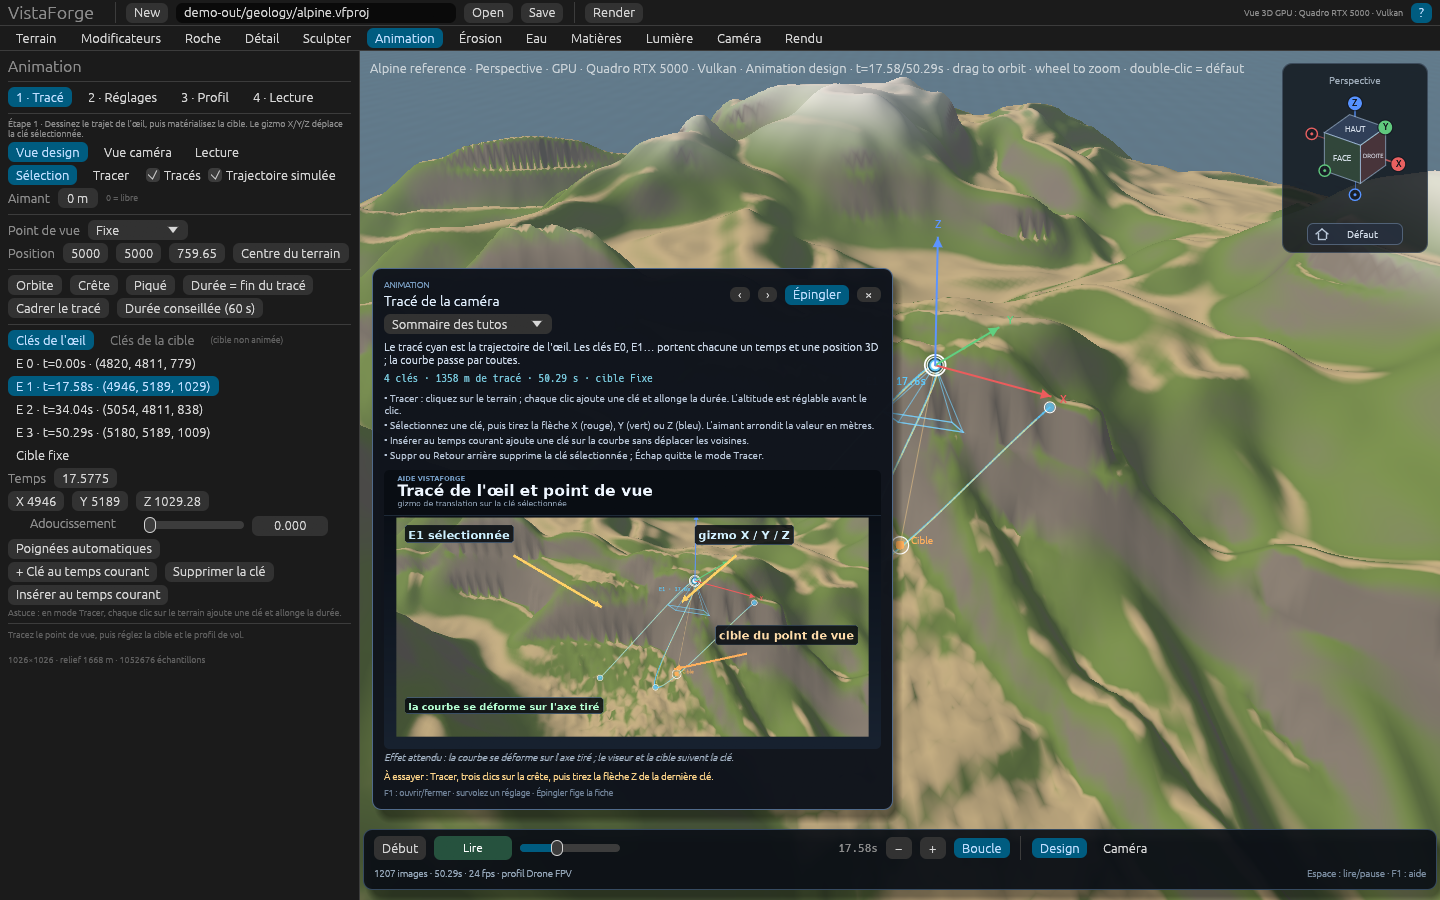 VistaForge New demo-out/geology/alpine.vfproj Open Save Render Vue 3D GPU : Quadro RTX 5000 · Vulkan ?
Terrain Modificateurs Roche Détail Sculpter Animation Érosion Eau Matières Lumière Caméra Rendu
Animation
1 · Tracé 2 · Réglages 3 · Profil 4 · Lecture
Étape 1 · Dessinez le trajet de l'œil, puis matérialisez la cible. Le gizmo X/Y/Z déplace
la clé sélectionnée.
Vue design Vue caméra Lecture
Sélection Tracer Tracés Trajectoire simulée
Aimant 0 m 0 = libre
Point de vue Fixe
Position 5000 5000 759.65 Centre du terrain
Orbite Crête Piqué Durée = fin du tracé
Cadrer le tracé Durée conseillée (60 s)
Clés de l'œil Clés de la cible (cible non animée)
E 0 · t=0.00s · (4820, 4811, 779)
E 1 · t=17.58s · (4946, 5189, 1029)
E 2 · t=34.04s · (5054, 4811, 838)
E 3 · t=50.29s · (5180, 5189, 1009)
Cible fixe
Temps 17.5775
X 4946 Y 5189 Z 1029.28
Adoucissement 0.000
Poignées automatiques
+ Clé au temps courant Supprimer la clé
Insérer au temps courant
Astuce : en mode Tracer, chaque clic sur le terrain ajoute une clé et allonge la durée.
Tracez le point de vue, puis réglez la cible et le profil de vol.
1026×1026 · relief 1668 m · 1052676 échantillons
Alpine reference · Perspective · GPU · Quadro RTX 5000 · Vulkan · Animation design · t=17.58/50.29s · drag to orbit · wheel to zoom · double-clic = défaut
Perspective
Z
HAUT
Y
FACE
DROITE
X
Défaut
Z
X
Cible
ANIMATION
Tracé de la caméra ‹ › Épingler ×
Sommaire des tutos
Le tracé cyan est la trajectoire de l'œil. Les clés E0, E1… portent chacune un temps et une position 3D
; la courbe passe par toutes.
4 clés · 1358 m de tracé · 50.29 s · cible Fixe
• Tracer : cliquez sur le terrain ; chaque clic ajoute une clé et allonge la durée. L'altitude est réglable avant le
clic.
• Sélectionnez une clé, puis tirez la flèche X (rouge), Y (vert) ou Z (bleu). L'aimant arrondit la valeur en mètres.
• Insérer au temps courant ajoute une clé sur la courbe sans déplacer les voisines.
• Suppr ou Retour arrière supprime la clé sélectionnée ; Échap quitte le mode Tracer.
AIDE VISTAFORGE
Tracé de l'œil et point de vue
gizmo de translation sur la clé sélectionnée
E1 sélectionnée
gizmo X / Y / Z
cible du point de vue
la courbe se déforme sur l'axe tiré
Effet attendu : la courbe se déforme sur l'axe tiré ; le viseur et la cible suivent la clé.
À essayer : Tracer, trois clics sur la crête, puis tirez la flèche Z de la dernière clé.
F1 : ouvrir/fermer · survolez un réglage · Épingler fige la fiche
Début Lire 17.58s − + Boucle Design Caméra
1207 images · 50.29s · 24 fps · profil Drone FPV Espace : lire/pause · F1 : aide